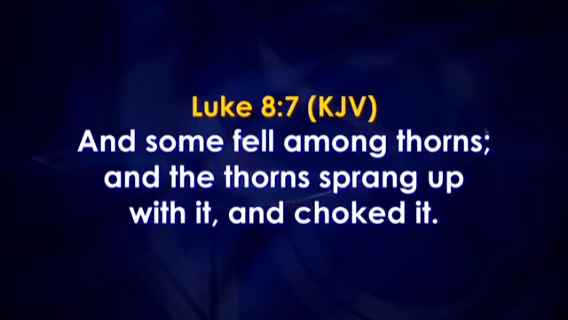 Luke 8:7 (KJV)
And some fell among thorns;
and the thorns sprang up
with it, and choked it.